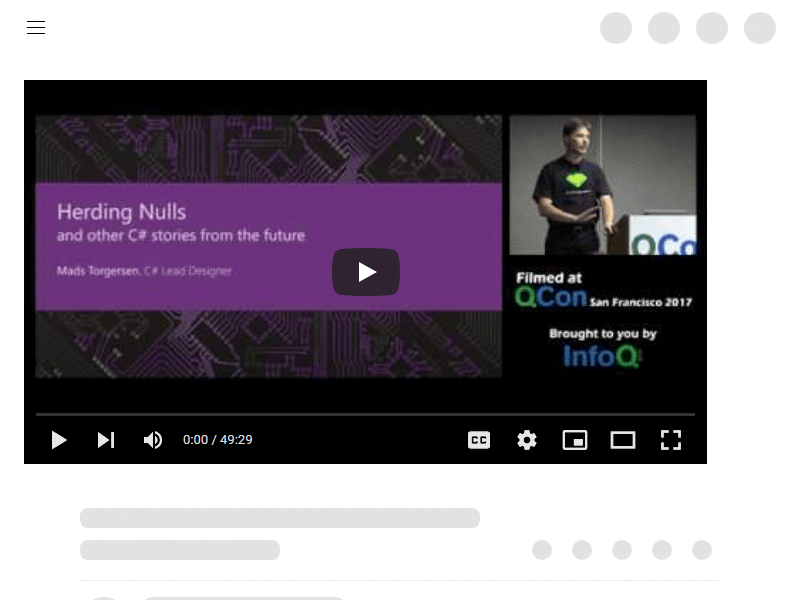 Herding Nulls
and other C# stories from the future
Mads Torgersen, C# Lead Designer
QCo
Filmed at
QCon San Francisco 2017
Brought to you by
InfoQ
0:00 / 49:29
CC